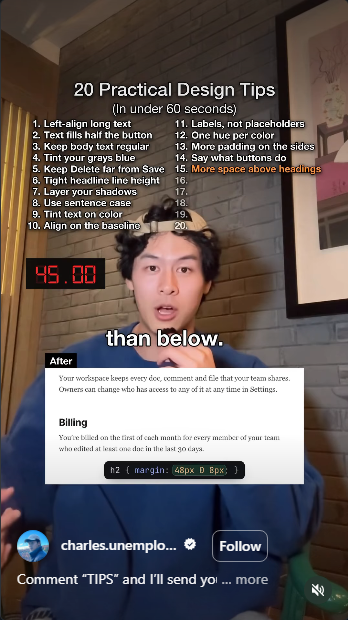 20 Practical Design Tips
(In under 60 seconds)
1. Left-align long text
2. Text fills half the button
3. Keep body text regular
4. Tint your grays blue
5. Keep Delete far from Save
6. Tight headline line height
7. Layer your shadows
8. Use sentence case
9. Tint text on color
10. Align on the baseline
11. Labels, not placeholders
12. One hue per color
13. More padding on the sides
14. Say what buttons do
15. More space above headings
16.
17.
18.
19.
20.
45.00
than below.
After
Your workspace keeps every doc, comment and file that your team shares.
Owners can change who has access to any of it at any time in Settings.
Billing
You're billed on the first of each month for every member of your team
who edited at least one doc in the last 30 days.
h2 { margin: 48px 0 8px; }
charles.unemplo...
Follow
Comment “TIPS” and I'll send you ... more